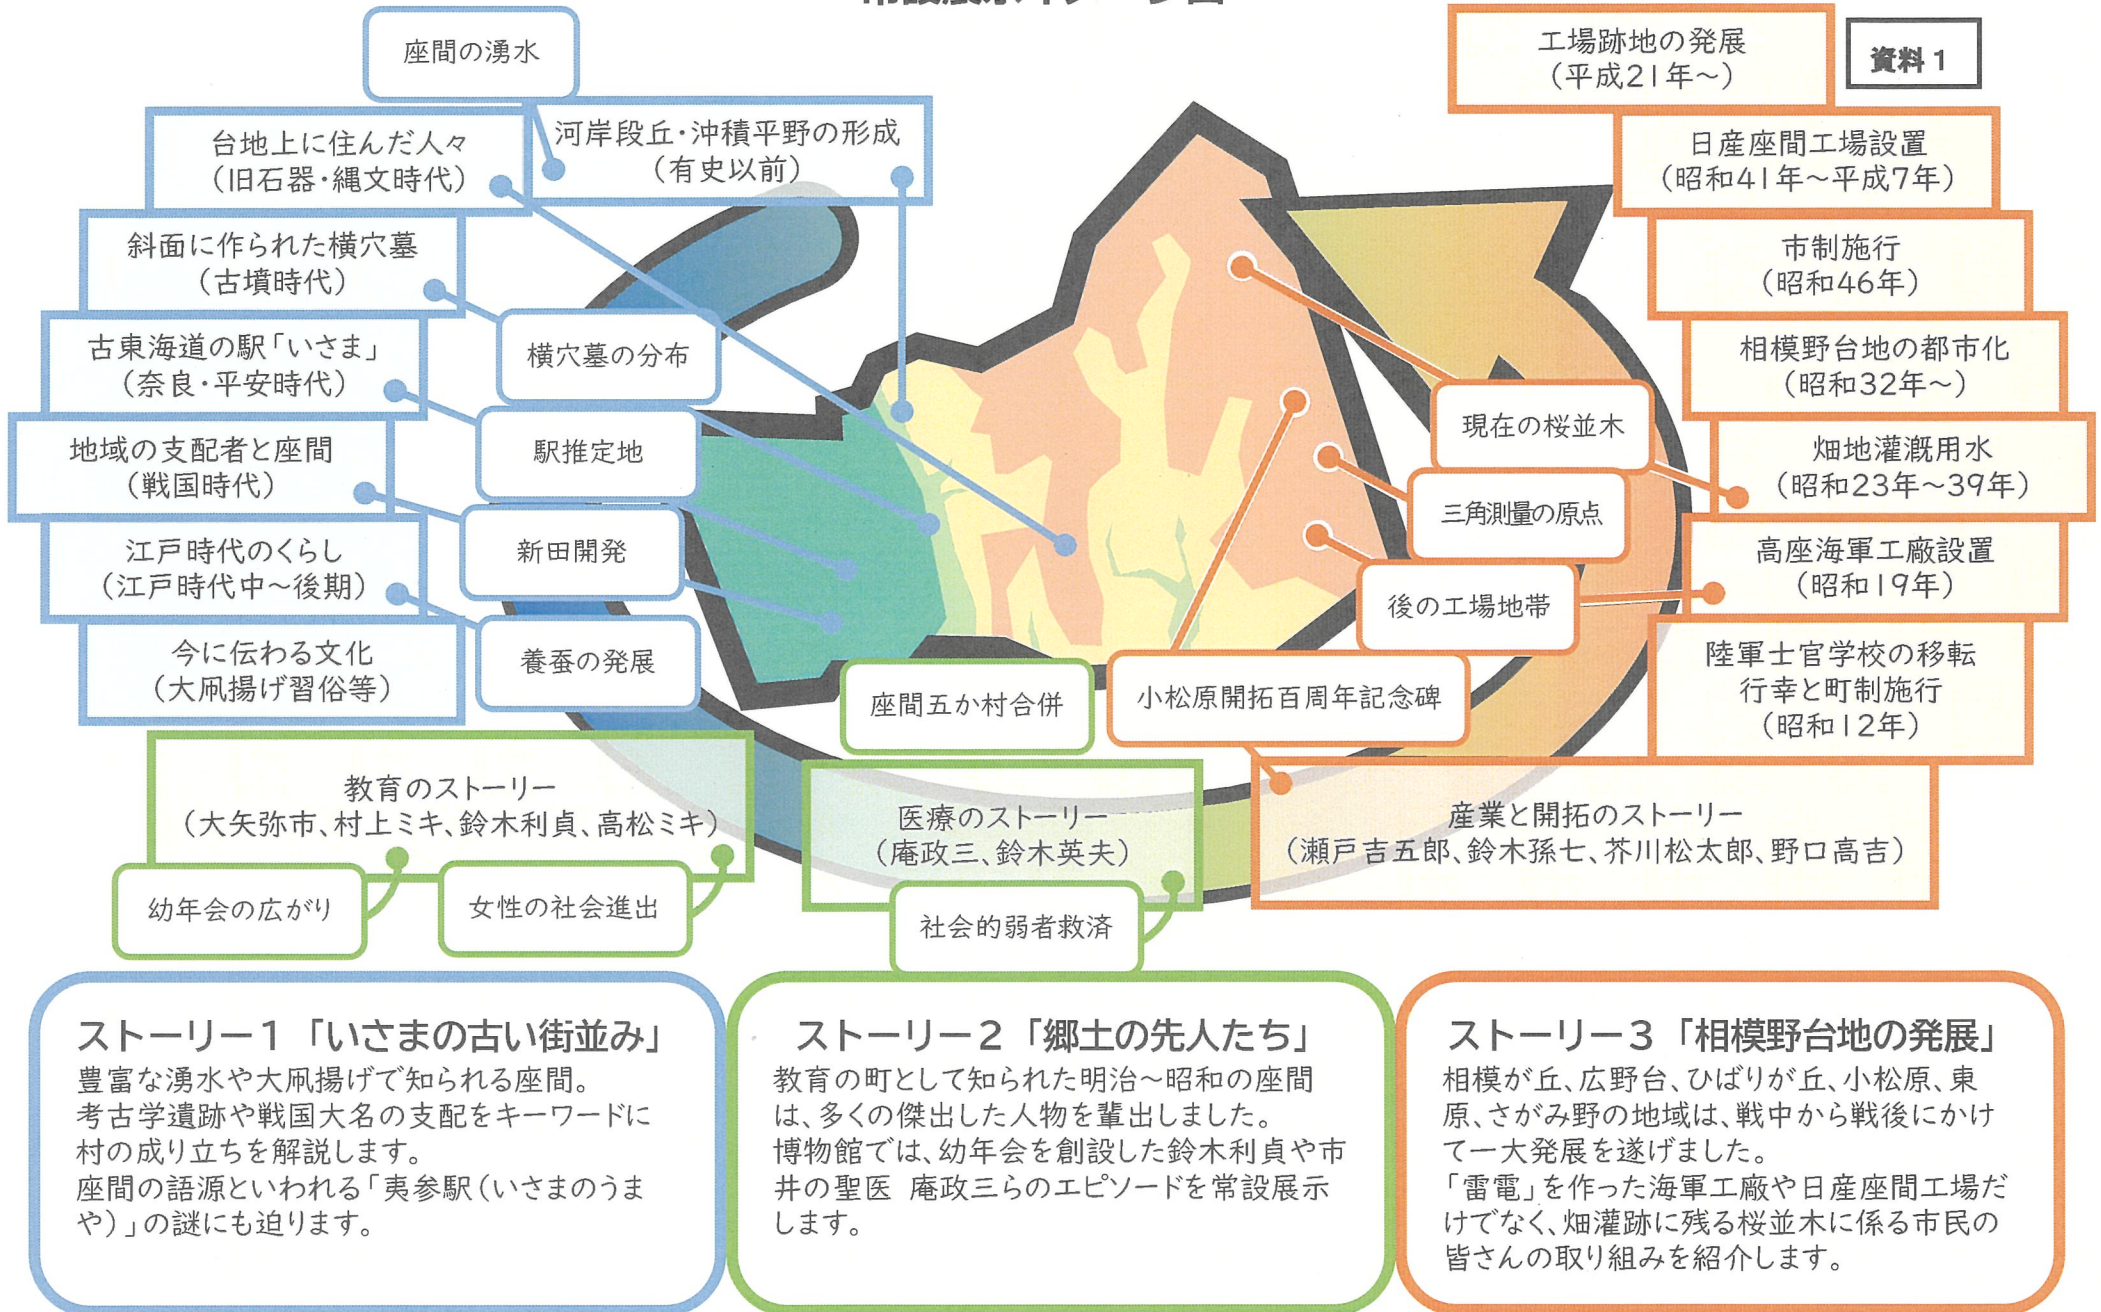 資料１
座間の湧水
河岸段丘・沖積平野の形成
（有史以前）
台地上に住んだ人々
（旧石器・縄文時代）
斜面に作られた横穴墓
（古墳時代）
横穴墓の分布
古東海道の駅「いさま」
（奈良・平安時代）
駅推定地
地域の支配者と座間
（戦国時代）
新田開発
江戸時代のくらし
（江戸時代中～後期）
養蚕の発展
今に伝わる文化
（大凧揚げ習俗等）
教育のストーリー
（大矢弥市、村上ミキ、鈴木利貞、高松ミキ）
幼年会の広がり
女性の社会進出
座間五か村合併
医療のストーリー
（庵政三、鈴木英夫）
社会的弱者救済
小松原開拓百周年記念碑
産業と開拓のストーリー
（瀬戸吉五郎、鈴木孫七、芥川松太郎、野口高吉）
陸軍士官学校の移転
行幸と町制施行
（昭和12年）
高座海軍工廠設置
（昭和19年）
後の工場地帯
三角測量の原点
畑地灌漑用水
（昭和23年～39年）
現在の桜並木
相模野台地の都市化
（昭和32年～）
市制施行
（昭和46年）
日産座間工場設置
（昭和41年～平成7年）
工場跡地の発展
（平成21年～）
ストーリー１「いさまの古い街並み」
豊富な湧水や大凧揚げで知られる座間。
考古学遺跡や戦国大名の支配をキーワードに
村の成り立ちを解説します。
座間の語源といわれる「夷参駅（いさまのうま
や）」の謎にも迫ります。
ストーリー２「郷土の先人たち」
教育の町として知られた明治～昭和の座間
は、多くの傑出した人物を輩出しました。
博物館では、幼年会を創設した鈴木利貞や市
井の聖医 庵政三らのエピソードを常設展示
します。
ストーリー３「相模野台地の発展」
相模が丘、広野台、ひばりが丘、小松原、東
原、さがみ野の地域は、戦中から戦後にかけ
て一大発展を遂げました。
「雷電」を作った海軍工廠や日産座間工場だ
けでなく、畑灌跡に残る桜並木に係る市民の
皆さんの取り組みを紹介します。